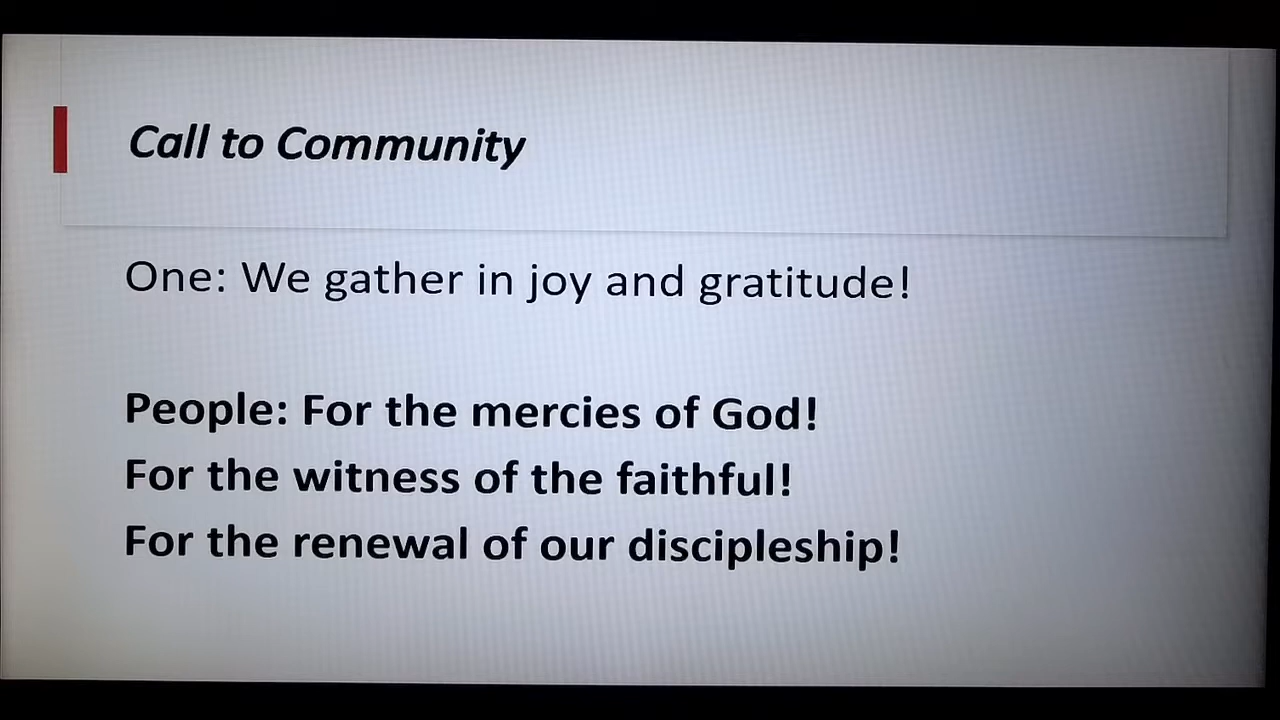 Call to Community
One: We gather in joy and gratitude!
People: For the mercies of God!
For the witness of the faithful!
For the renewal of our discipleship!